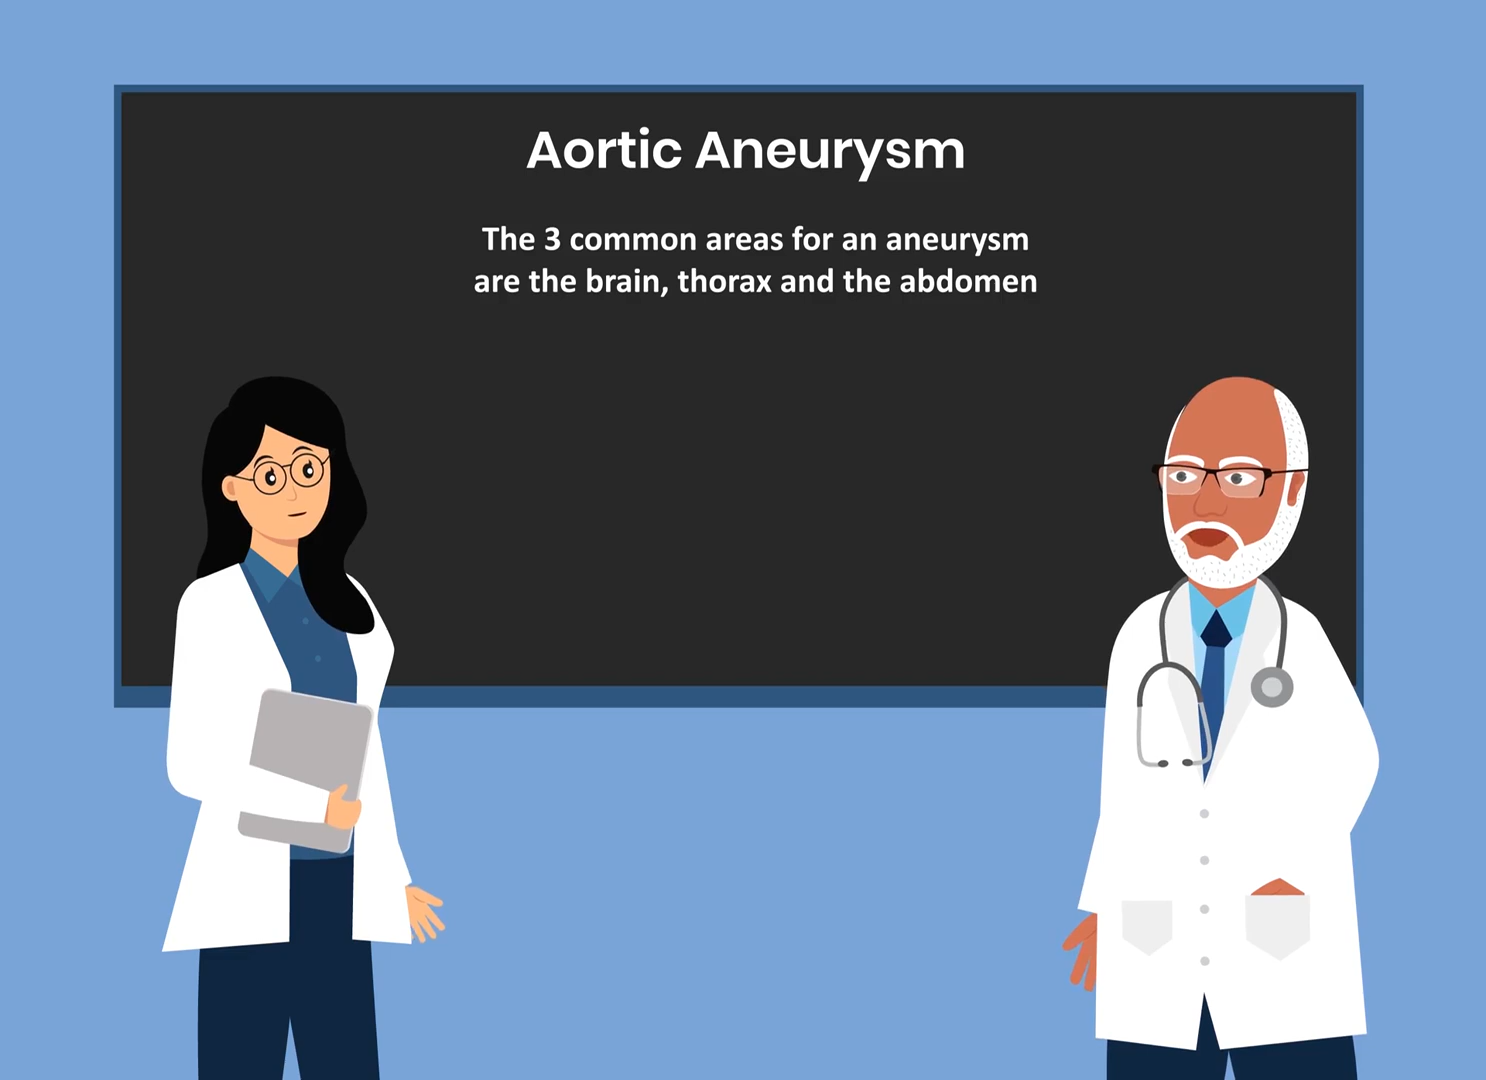 Aortic Aneurysm
The 3 common areas for an aneurysm
are the brain, thorax and the abdomen